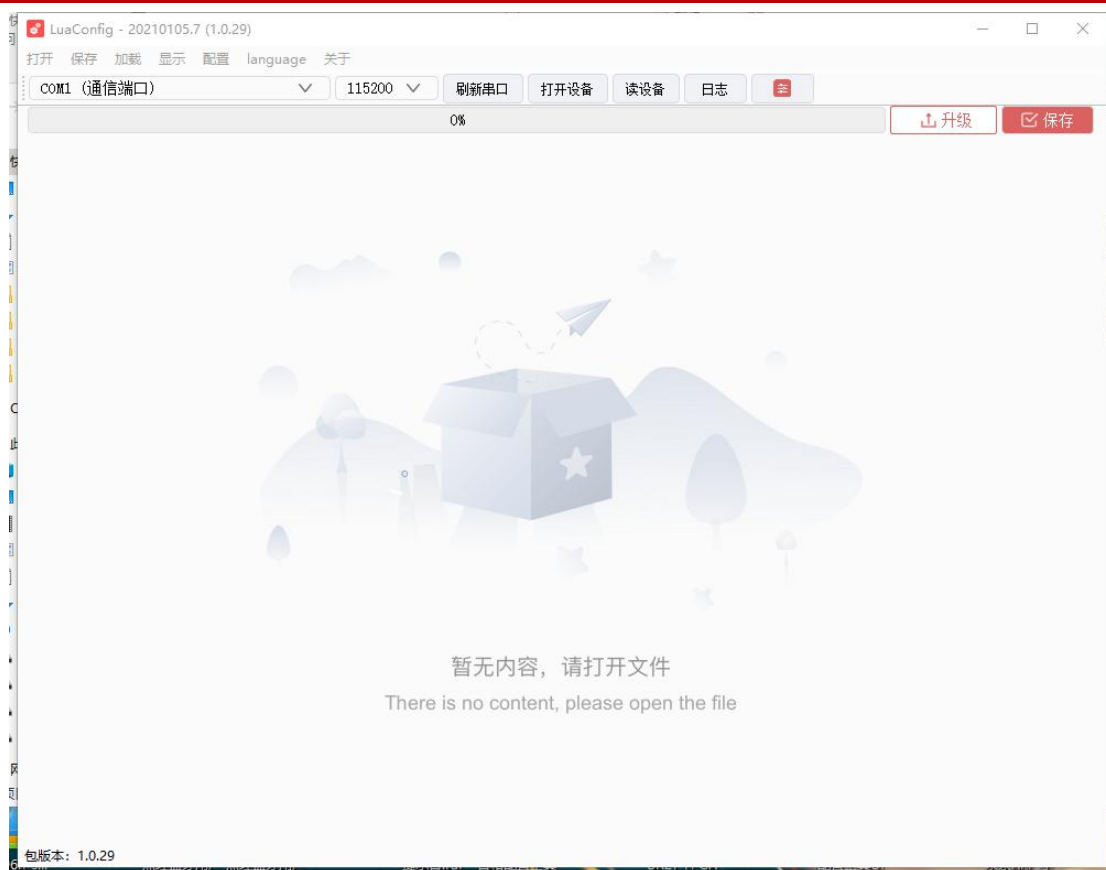 LuaConfig - 20210105.7 (1.0.29)
打开 保存 加载 显示 配置 language 关于
COM1 (通信端口) 115200 刷新串口 打开设备 读设备 日志
0% 升级 保存
暂无内容，请打开文件
There is no content, please open the file
包版本：1.0.29